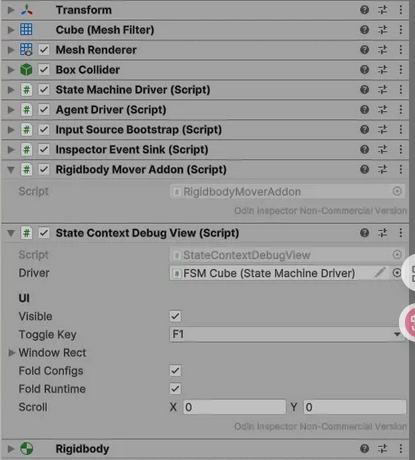 Transform
Cube (Mesh Filter)
Mesh Renderer
Box Collider
State Machine Driver (Script)
Agent Driver (Script)
Input Source Bootstrap (Script)
Inspector Event Sink (Script)
Rigidbody Mover Addon (Script)
Script RigidbodyMoverAddon
Odin Inspector Non-Commercial Version
State Context Debug View (Script)
Script StateContextDebugView
Driver FSM Cube (State Machine Driver)
UI
Visible
Toggle Key F1
Window Rect
Fold Configs
Fold Runtime
Scroll X 0 Y 0
Odin Inspector Non-Commercial Version
Rigidbody